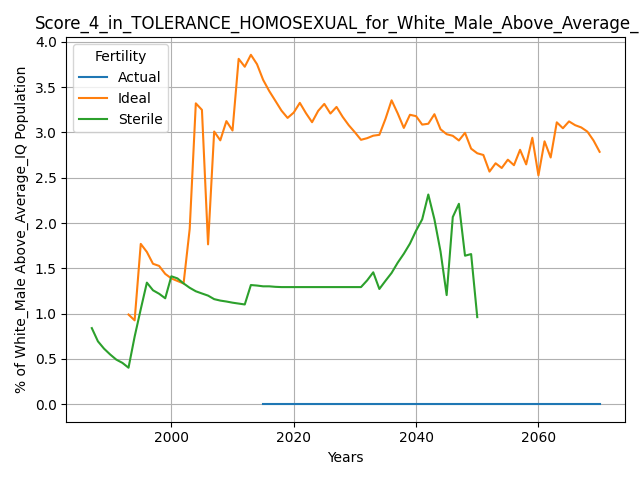 Score_4_in_TOLERANCE_HOMOSEXUAL_for_White_Male_Above_Average_
Fertility
Actual
Ideal
Sterile
% of White_Male Above_Average_IQ Population
4.0
3.5
3.0
2.5
2.0
1.5
1.0
0.5
0.0
2000
2020
2040
2060
Years